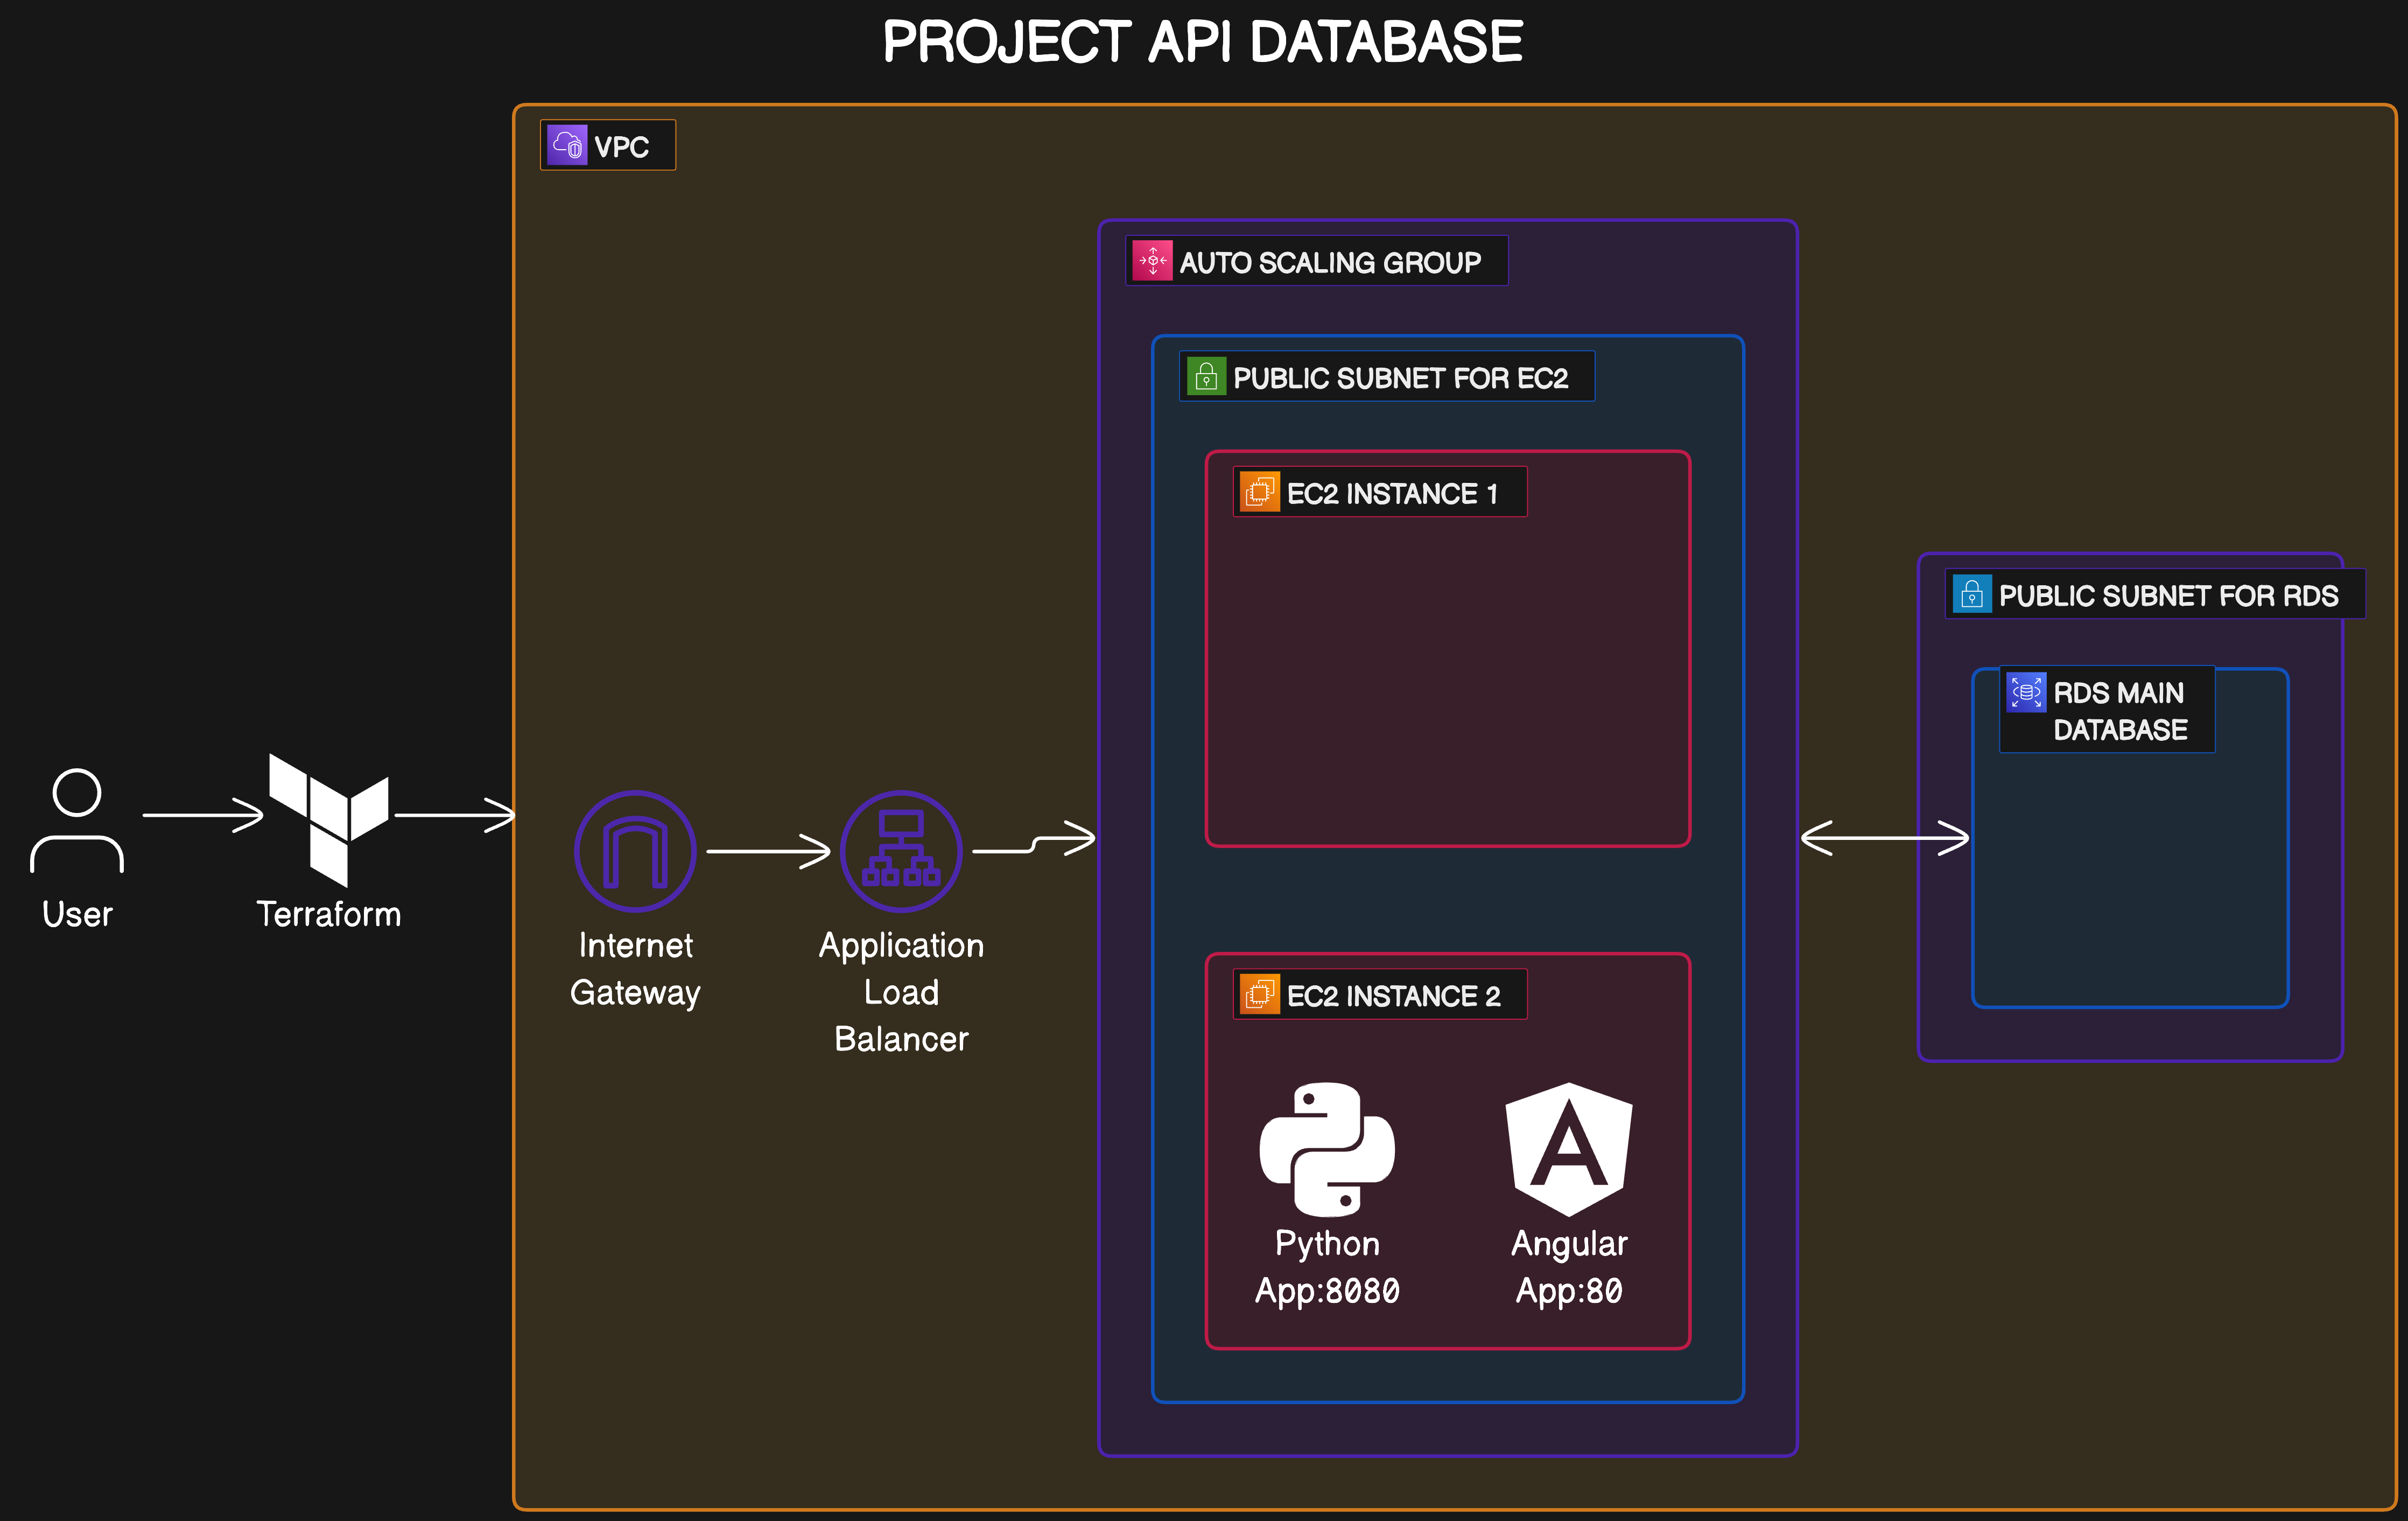 PROJECT API DATABASE
VPC
AUTO SCALING GROUP
PUBLIC SUBNET FOR EC2
EC2 INSTANCE 1
PUBLIC SUBNET FOR RDS
RDS MAIN
DATABASE
User
Terraform
Internet
Gateway
Application
Load
Balancer
EC2 INSTANCE 2
Python
App:8080
Angular
App:80